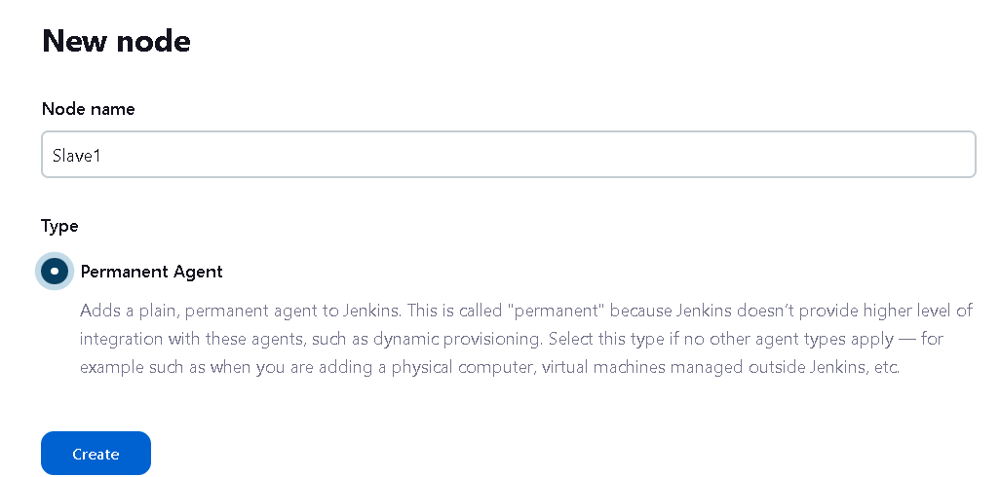 New node
Node name
Slave1
Type
Permanent Agent
Adds a plain, permanent agent to Jenkins. This is called "permanent" because Jenkins doesn’t provide higher level of
integration with these agents, such as dynamic provisioning. Select this type if no other agent types apply — for
example such as when you are adding a physical computer, virtual machines managed outside Jenkins, etc.
Create